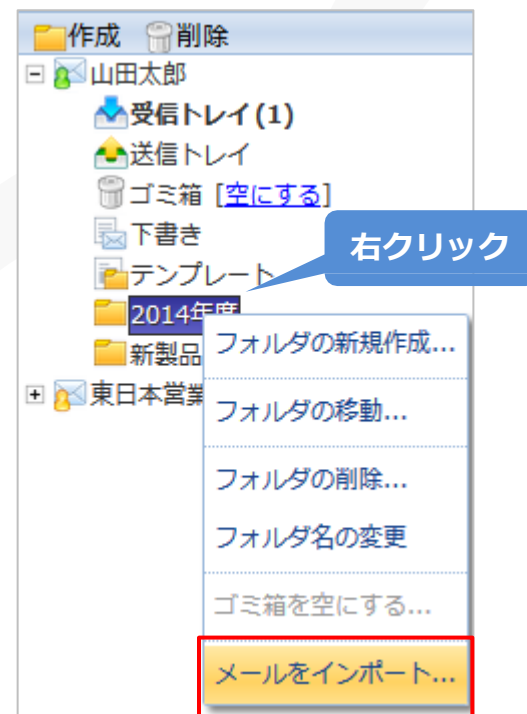 作成 削除
山田太郎
受信トレイ(1)
送信トレイ
ゴミ箱 [空にする]
下書き
右クリック
テンプレート
2014年度
新製品
東日本営業
フォルダの新規作成...
フォルダの移動...
フォルダの削除...
フォルダ名の変更
ゴミ箱を空にする...
メールをインポート...